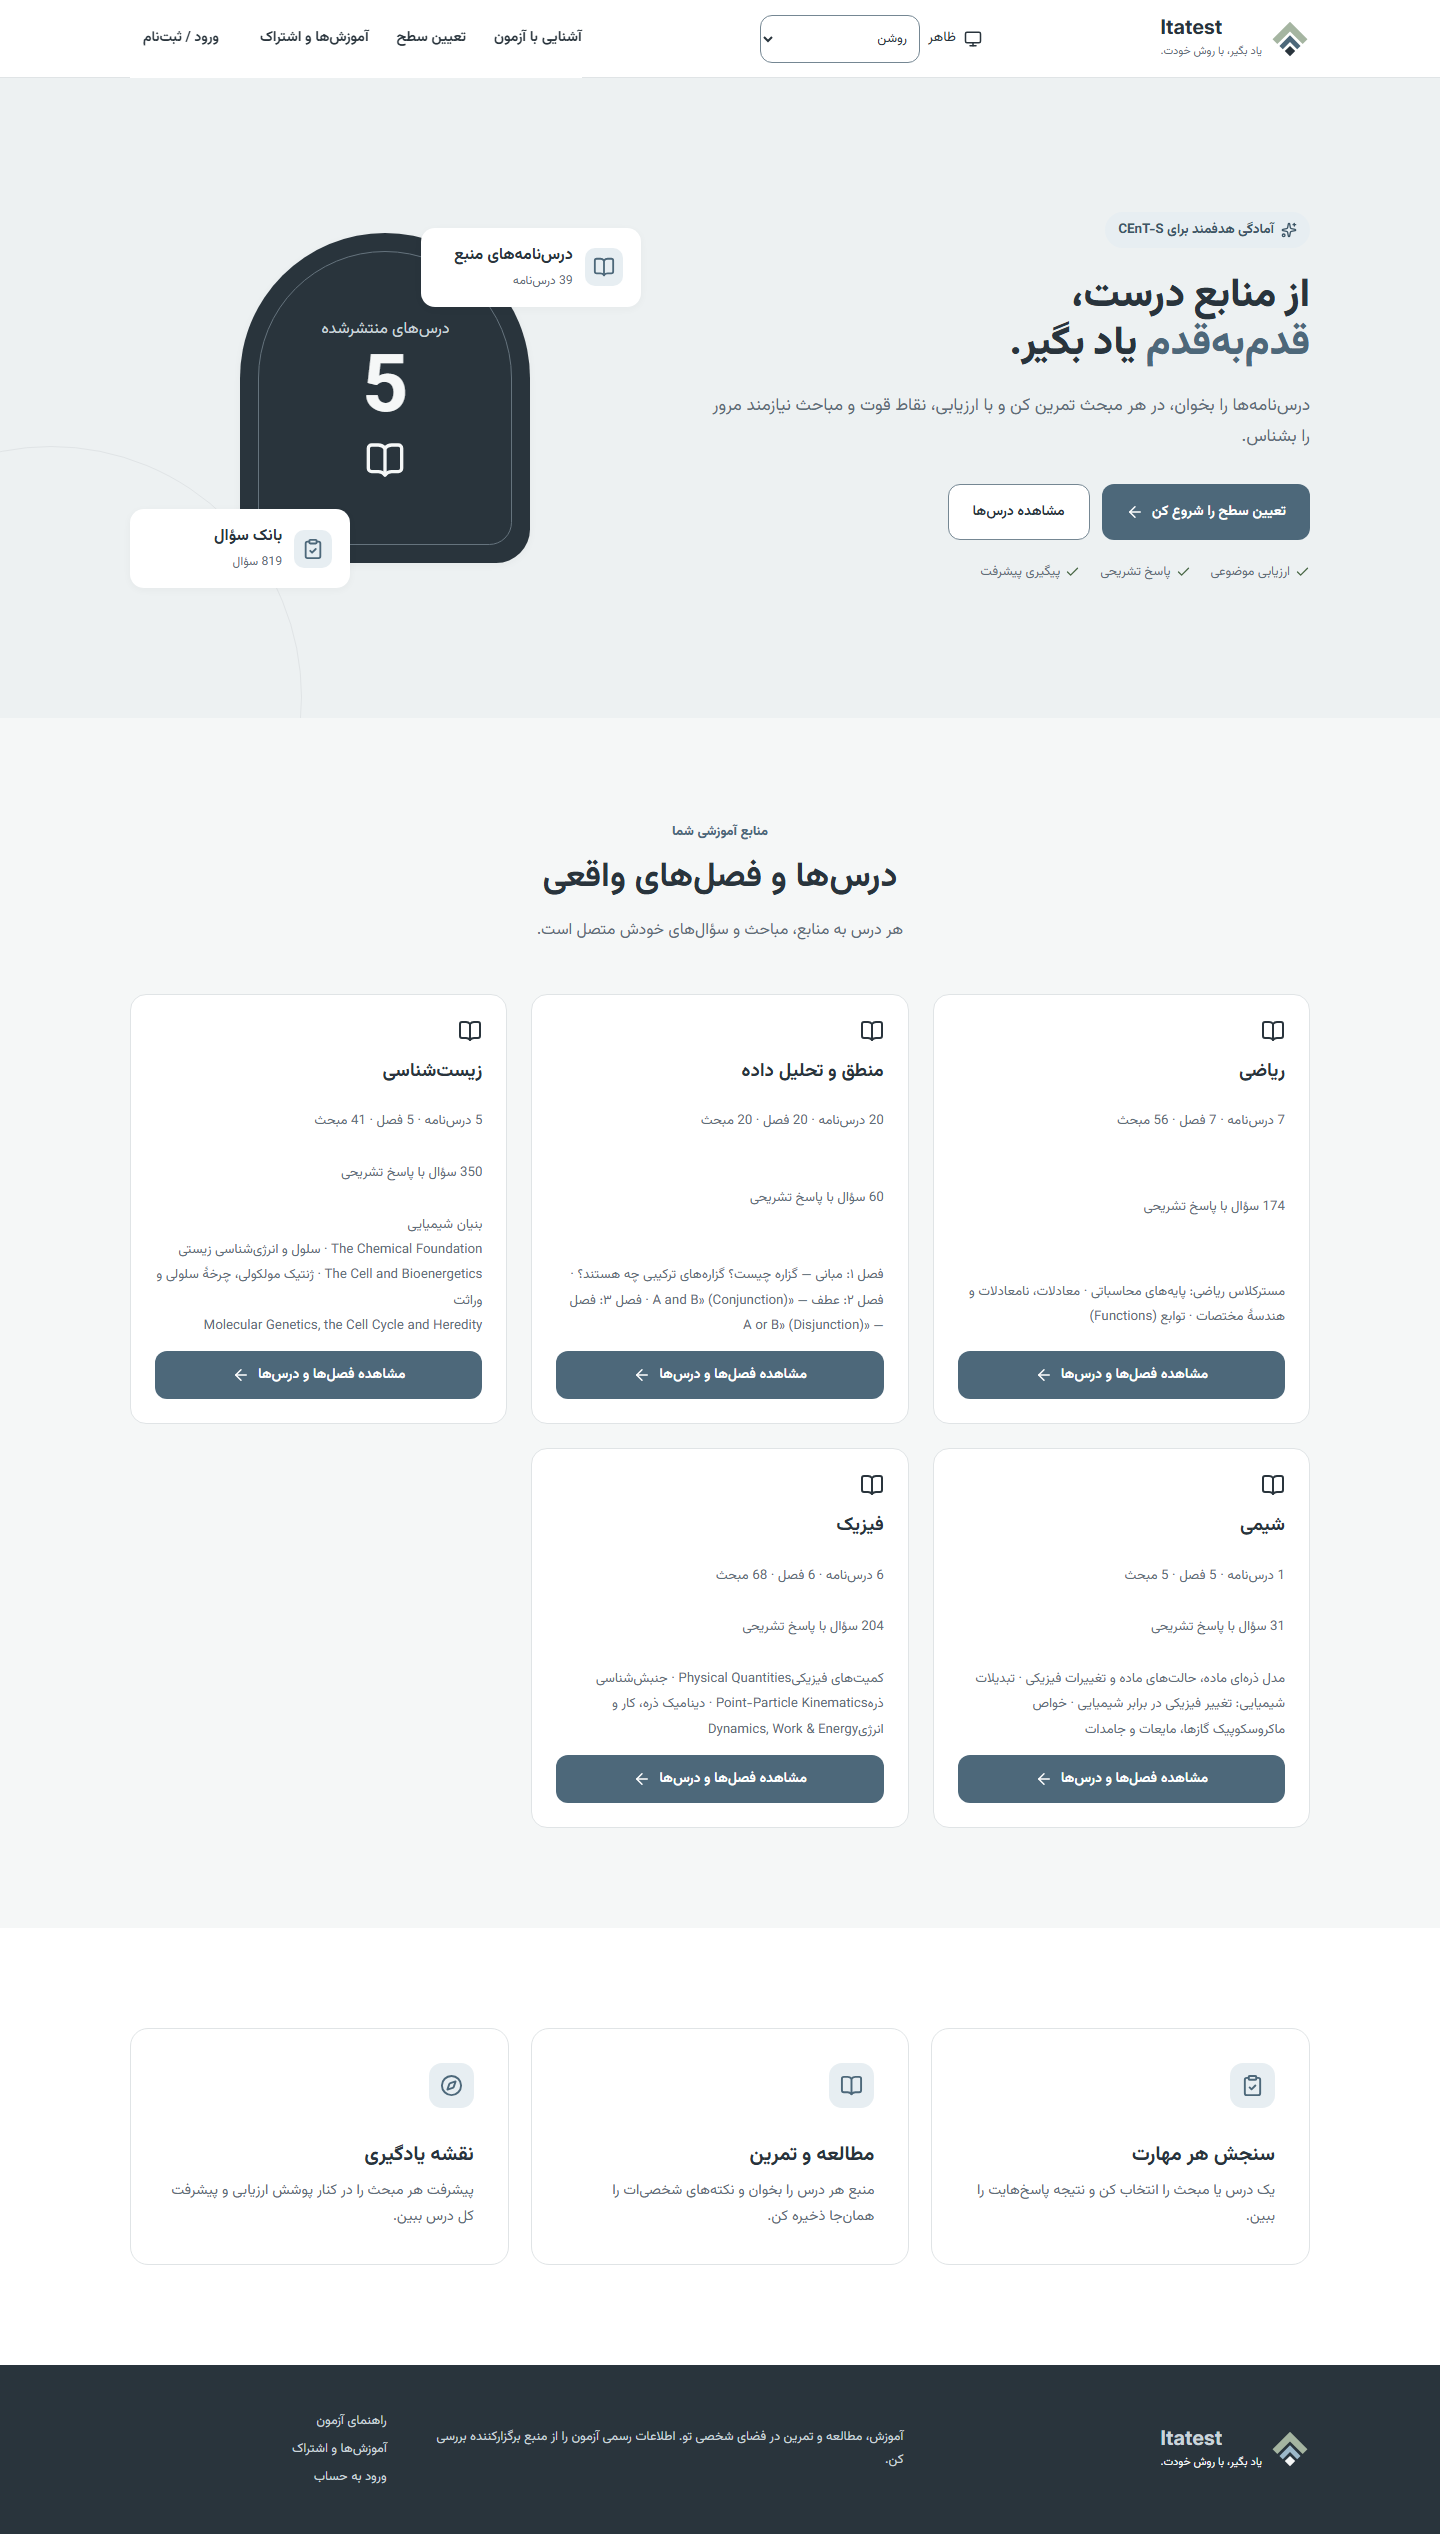 Itatest
یاد بگیر، با روش خودت.
ظاهر
روشن
آشنایی با آزمون
تعیین سطح
آموزش‌ها و اشتراک
ورود / ثبت‌نام
آمادگی هدفمند برای CEnT-S
از منابع درست،
قدم‌به‌قدم یاد بگیر.
درس‌نامه‌ها را بخوان، در هر مبحث تمرین کن و با ارزیابی، نقاط قوت و مباحث نیازمند مرور
را بشناس.
تعیین سطح را شروع کن
مشاهده درس‌ها
ارزیابی موضوعی
پاسخ تشریحی
پیگیری پیشرفت
درس‌نامه‌های منبع
39 درس‌نامه
درس‌های منتشرشده
5
بانک سؤال
819 سؤال
منابع آموزشی شما
درس‌ها و فصل‌های واقعی
هر درس به منابع، مباحث و سؤال‌های خودش متصل است.
ریاضی
7 درس‌نامه · 7 فصل · 56 مبحث
174 سؤال با پاسخ تشریحی
مسترکلاس ریاضی: پایه‌های محاسباتی · معادلات، نامعادلات و
هندسهٔ مختصات · توابع (Functions)
مشاهده فصل‌ها و درس‌ها
منطق و تحلیل داده
20 درس‌نامه · 20 فصل · 20 مبحث
60 سؤال با پاسخ تشریحی
فصل ۱: مبانی — گزاره چیست؟ گزاره‌های ترکیبی چه هستند؟ ·
فصل ۲: عطف — «A and B» (Conjunction) · فصل ۳: فصل
— «A or B» (Disjunction)
مشاهده فصل‌ها و درس‌ها
زیست‌شناسی
5 درس‌نامه · 5 فصل · 41 مبحث
350 سؤال با پاسخ تشریحی
بنیان شیمیایی
The Chemical Foundation · سلول و انرژی‌شناسی زیستی
The Cell and Bioenergetics · ژنتیک مولکولی، چرخهٔ سلولی و
وراثت
Molecular Genetics, the Cell Cycle and Heredity
مشاهده فصل‌ها و درس‌ها
شیمی
1 درس‌نامه · 5 فصل · 5 مبحث
31 سؤال با پاسخ تشریحی
مدل ذره‌ای ماده، حالت‌های ماده و تغییرات فیزیکی · تبدیلات
شیمیایی: تغییر فیزیکی در برابر شیمیایی · خواص
ماکروسکوپیک گازها، مایعات و جامدات
مشاهده فصل‌ها و درس‌ها
فیزیک
6 درس‌نامه · 6 فصل · 68 مبحث
204 سؤال با پاسخ تشریحی
کمیت‌های فیزیکیPhysical Quantities · جنبش‌شناسی
ذرهPoint-Particle Kinematics · دینامیک ذره، کار و
انرژیDynamics, Work & Energy
مشاهده فصل‌ها و درس‌ها
سنجش هر مهارت
یک درس یا مبحث را انتخاب کن و نتیجه پاسخ‌هایت را
ببین.
مطالعه و تمرین
منبع هر درس را بخوان و نکته‌های شخصی‌ات را
همان‌جا ذخیره کن.
نقشه یادگیری
پیشرفت هر مبحث را در کنار پوشش ارزیابی و پیشرفت
کل درس ببین.
Itatest
یاد بگیر، با روش خودت.
آموزش، مطالعه و تمرین در فضای شخصی تو. اطلاعات رسمی آزمون را از منبع برگزارکننده بررسی
کن.
راهنمای آزمون
آموزش‌ها و اشتراک
ورود به حساب